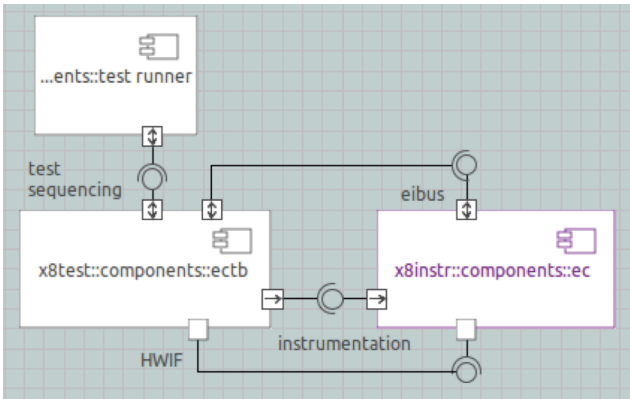 ...ents::test runner
test
sequencing
eibus
x8test::components::ectb
x8instr::components::ec
instrumentation
HWIF